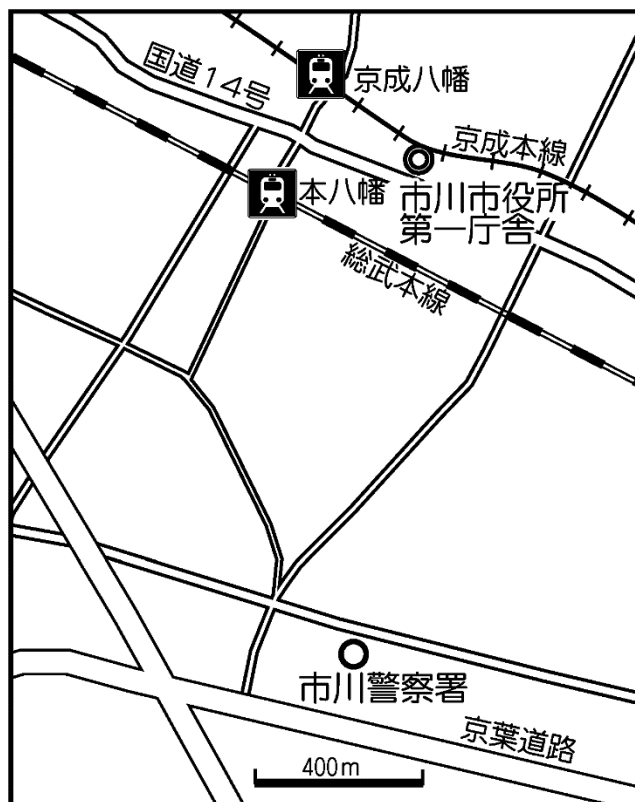 国道14号
京成八幡
京成本線
本八幡
市川市役所
第一庁舎
総武本線
市川警察署
京葉道路
400m